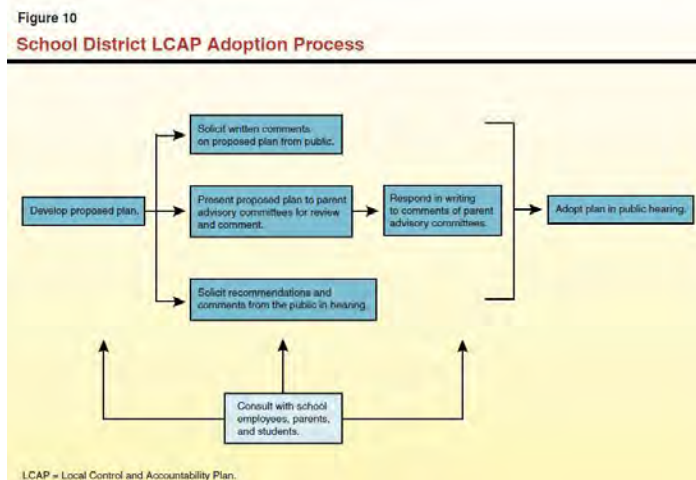 Figure 10
School District LCAP Adoption Process
Solicit written comments
on proposed plan from public.
Develop proposed plan.
Present proposed plan to parent
advisory committees for review
and comment.
Respond in writing
to comments of parent
advisory committees.
Adopt plan in public hearing.
Solicit recommendations and
comments from the public in hearing.
Consult with school
employees, parents,
and students.
LCAP = Local Control and Accountability Plan.